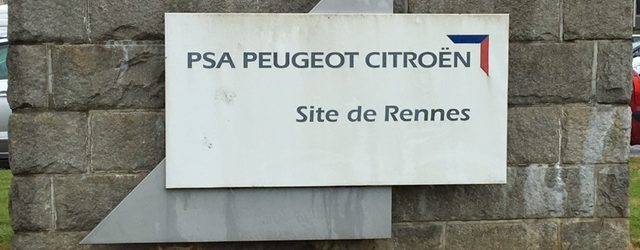 PSA PEUGEOT CITROËN
Site de Rennes